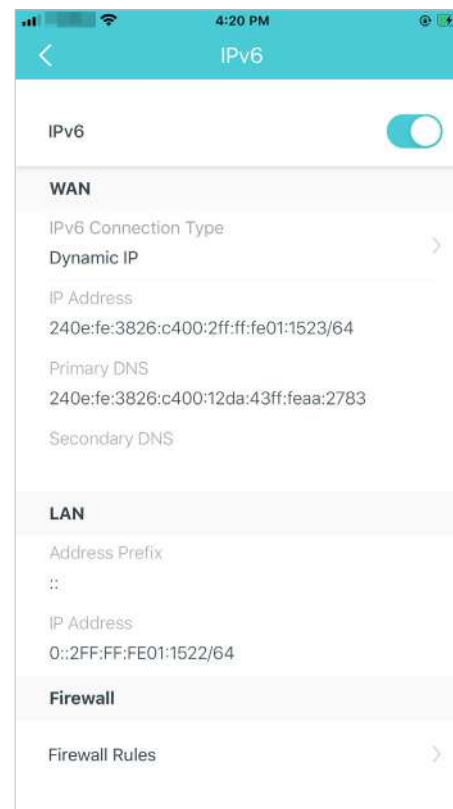 4:20 PM
IPv6
IPv6
WAN
IPv6 Connection Type
Dynamic IP
IP Address
240e:fe:3826:c400:2ff:ff:fe01:1523/64
Primary DNS
240e:fe:3826:c400:12da:43ff:feaa:2783
Secondary DNS
LAN
Address Prefix
::
IP Address
0::2FF:FF:FE01:1522/64
Firewall
Firewall Rules